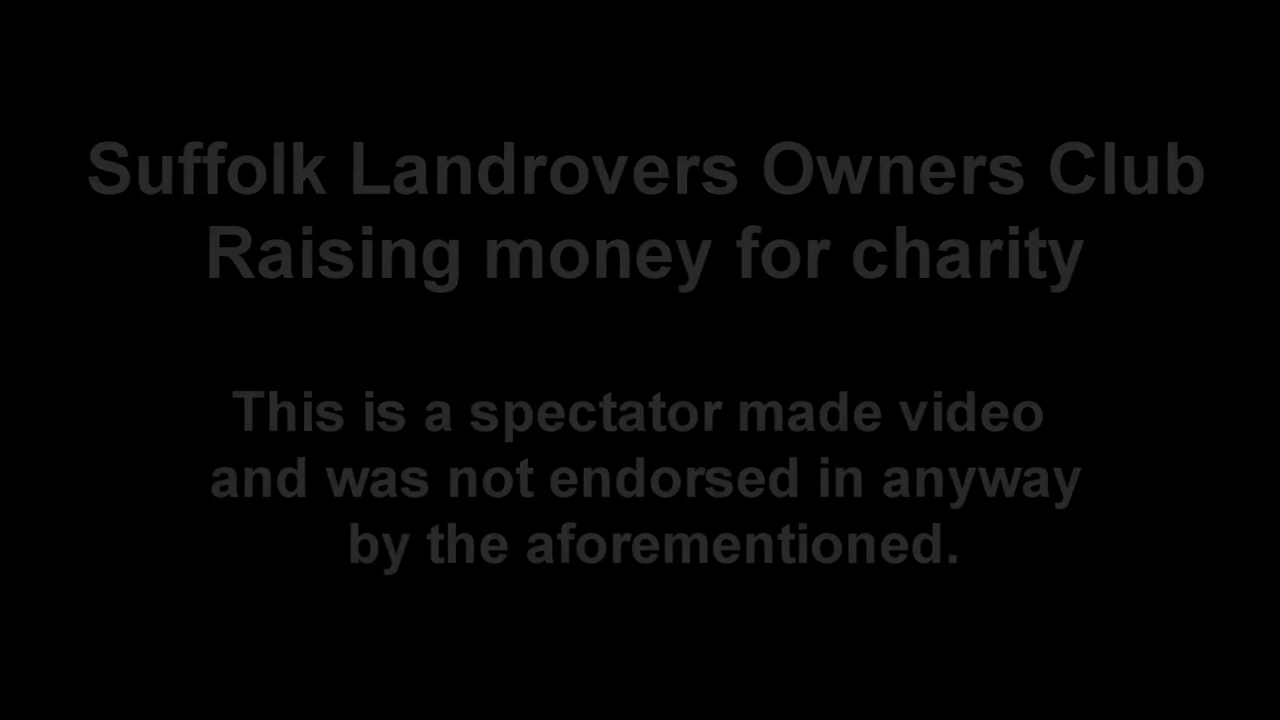 Suffolk Landrovers Owners Club
Raising money for charity
This is a spectator made video
and was not endorsed in anyway
by the aforementioned.